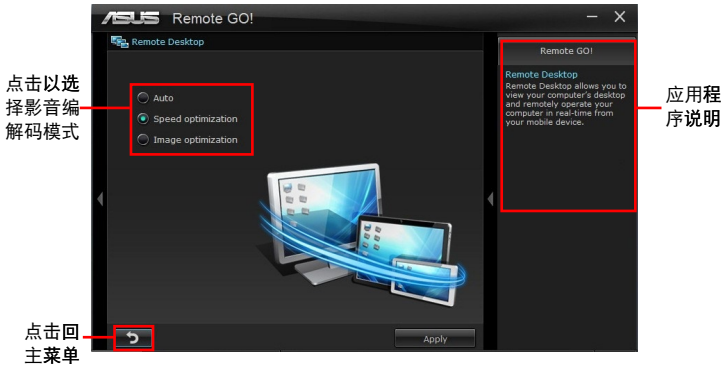 ASUS Remote GO!
Remote Desktop
点击以选
择影音编
解码模式
Auto
Speed optimization
Image optimization
点击回
主菜单
Apply
Remote GO!
Remote Desktop
Remote Desktop allows you to
view your computer's desktop
and remotely operate your
computer in real-time from
your mobile device.
应用程
序说明